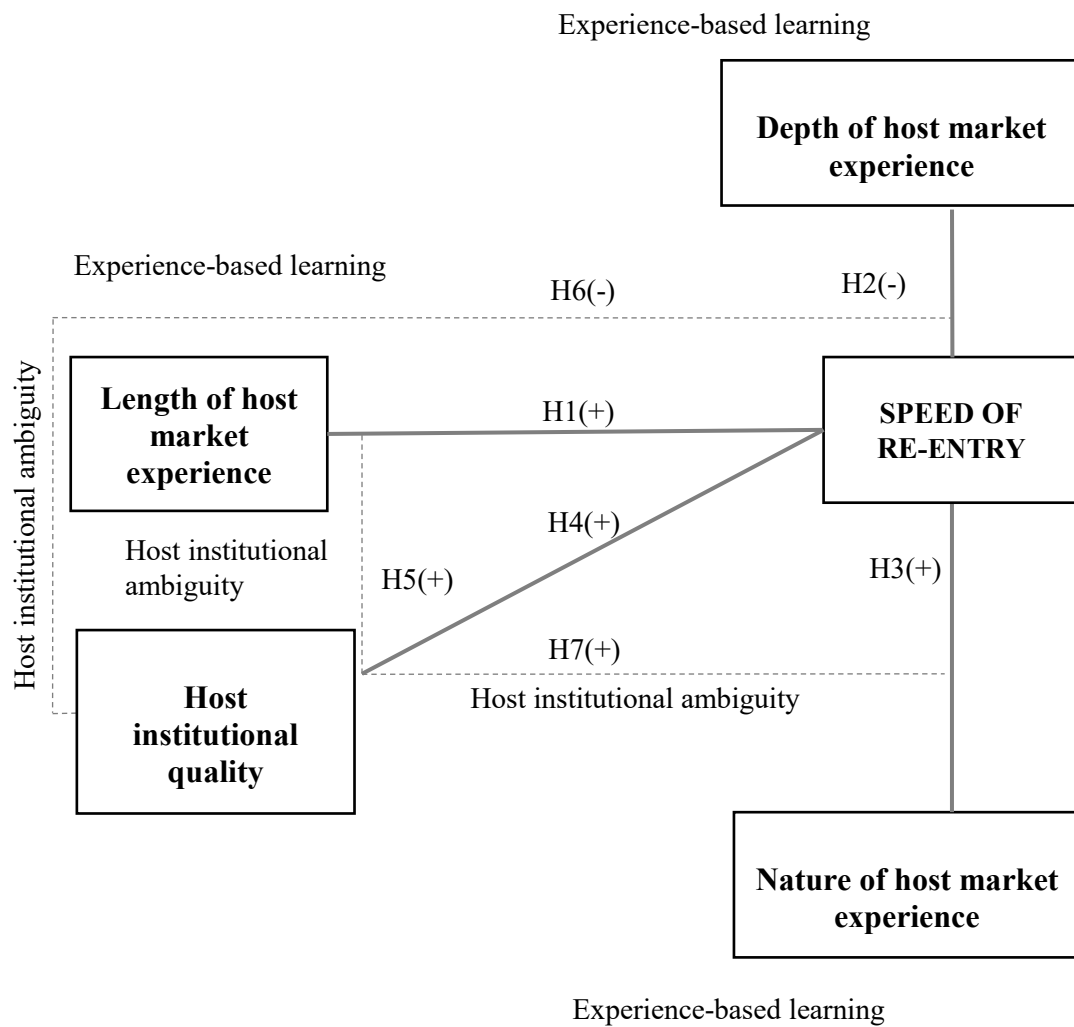 Experience-based learning
Depth of host market
experience
Experience-based learning
H6(-)
H2(-)
Host institutional ambiguity
Length of host
market
experience
H1(+)
SPEED OF
RE-ENTRY
H4(+)
Host institutional
ambiguity
H5(+)
H3(+)
H7(+)
Host institutional ambiguity
Host
institutional
quality
Nature of host market
experience
Experience-based learning